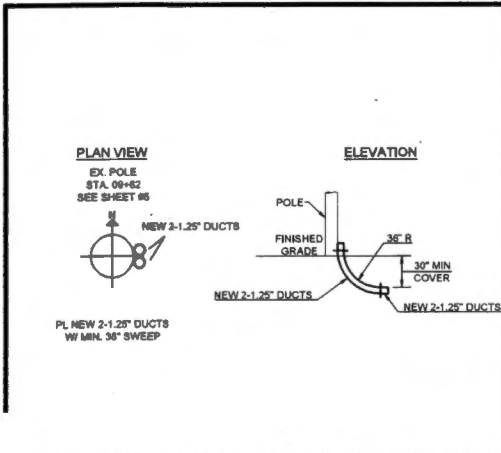 PLAN VIEW
EX. POLE
STA. 09+62
SEE SHEET #6
N
NEW 2-1.25" DUCTS
PL NEW 2-1.25" DUCTS
W/ MIN. 36" SWEEP
ELEVATION
POLE
FINISHED
GRADE
36" R
30" MIN
COVER
NEW 2-1.25" DUCTS
NEW 2-1.25" DUCTS